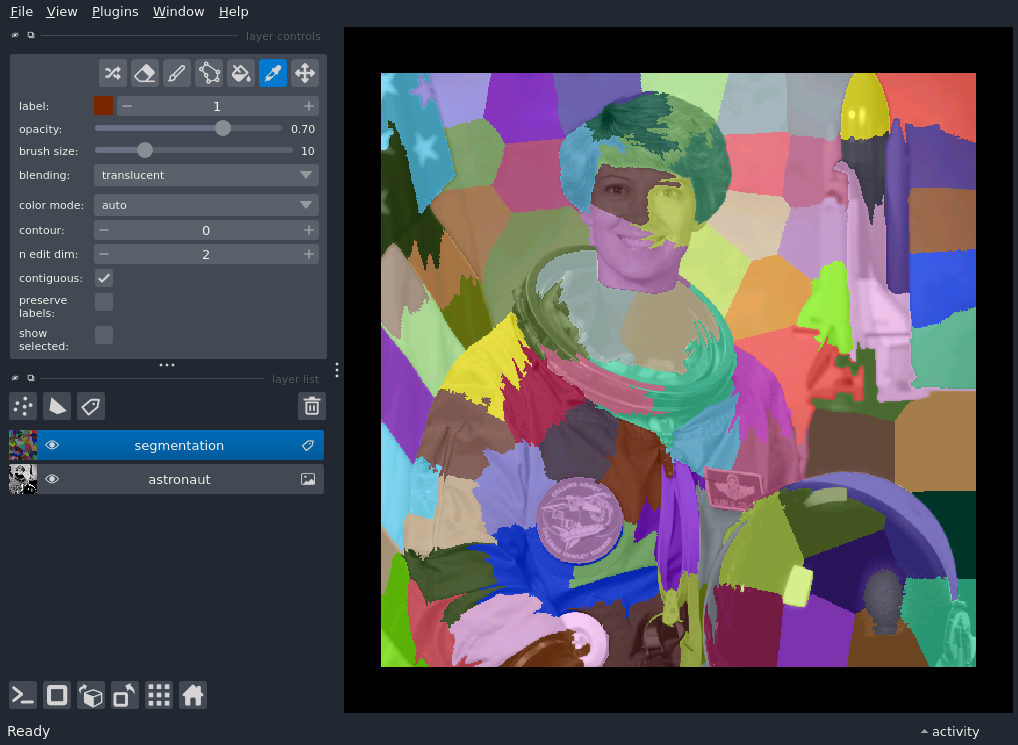 File View Plugins Window Help
layer controls
label: 1
opacity: 0.70
brush size: 10
blending: translucent
color mode: auto
contour: 0
n edit dim: 2
contiguous:
preserve
labels:
show
selected:
layer list
segmentation
astronaut
Ready
activity
COLLINS